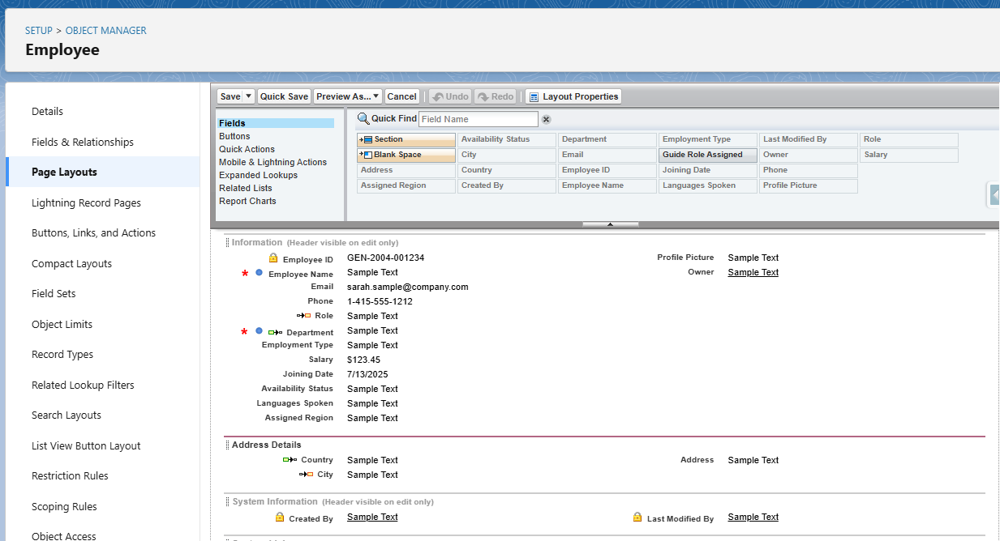 SETUP > OBJECT MANAGER
Employee
Details
Fields & Relationships
Page Layouts
Lightning Record Pages
Buttons, Links, and Actions
Compact Layouts
Field Sets
Object Limits
Record Types
Related Lookup Filters
Search Layouts
List View Button Layout
Restriction Rules
Scoping Rules
Object Access
Save Quick Save Preview As... Cancel Undo Redo Layout Properties
Fields
Buttons
Quick Actions
Mobile & Lightning Actions
Expanded Lookups
Related Lists
Report Charts
Quick Find Field Name
Section Availability Status Department Employment Type Last Modified By Role
Blank Space City Email Guide Role Assigned Owner Salary
Address Country Employee ID Joining Date Phone
Assigned Region Created By Employee Name Languages Spoken Profile Picture
Information (Header visible on edit only)
Employee ID GEN-2004-001234 Profile Picture Sample Text
* Employee Name Sample Text Owner Sample Text
Email sarah.sample@company.com
Phone 1-415-555-1212
Role Sample Text
* Department Sample Text
Employment Type Sample Text
Salary $123.45
Joining Date 7/13/2025
Availability Status Sample Text
Languages Spoken Sample Text
Assigned Region Sample Text
Address Details
Country Sample Text Address Sample Text
City Sample Text
System Information (Header visible on edit only)
Created By Sample Text Last Modified By Sample Text